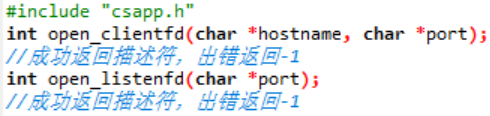 #include "csapp.h"
int open_clientfd(char *hostname, char *port);
//成功返回描述符，出错返回-1
int open_listenfd(char *port);
//成功返回描述符，出错返回-1